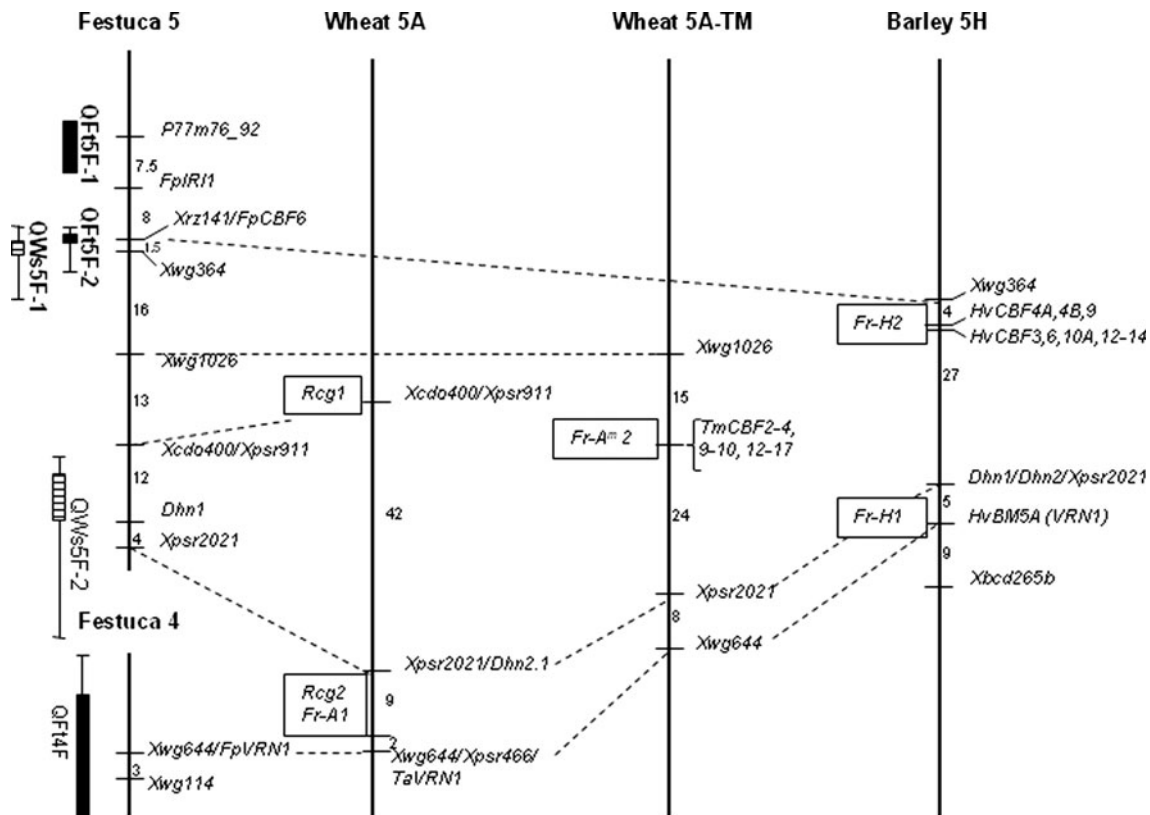 Festuca 5
Wheat 5A
Wheat 5A-TM
Barley 5H
QFt5F-1
P77m76_92
7.5
FpIRI1
8
Xrz141/FpCBF6
QWs5F-1
QFt5F-2
1.5
Xwg364
16
Xwg1026
13
Xcdo400/Xpsr911
12
QWs5F-2
Dhn1
4
Xpsr2021
Festuca 4
QFt4F
Xwg644/FpVRN1
3
Xwg114
Rcg1
Xcdo400/Xpsr911
42
Xpsr2021/Dhn2.1
Rcg2
Fr-A1
9
2
Xwg644/Xpsr466/
TaVRN1
Xwg1026
15
Fr-Aᵐ 2
TmCBF2-4,
9-10, 12-17
24
Xpsr2021
8
Xwg644
Xwg364
4
Fr-H2
HvCBF4A,4B,9
HvCBF3,6,10A,12-14
27
Dhn1/Dhn2/Xpsr2021
5
Fr-H1
HvBM5A (VRN1)
9
Xbcd265b